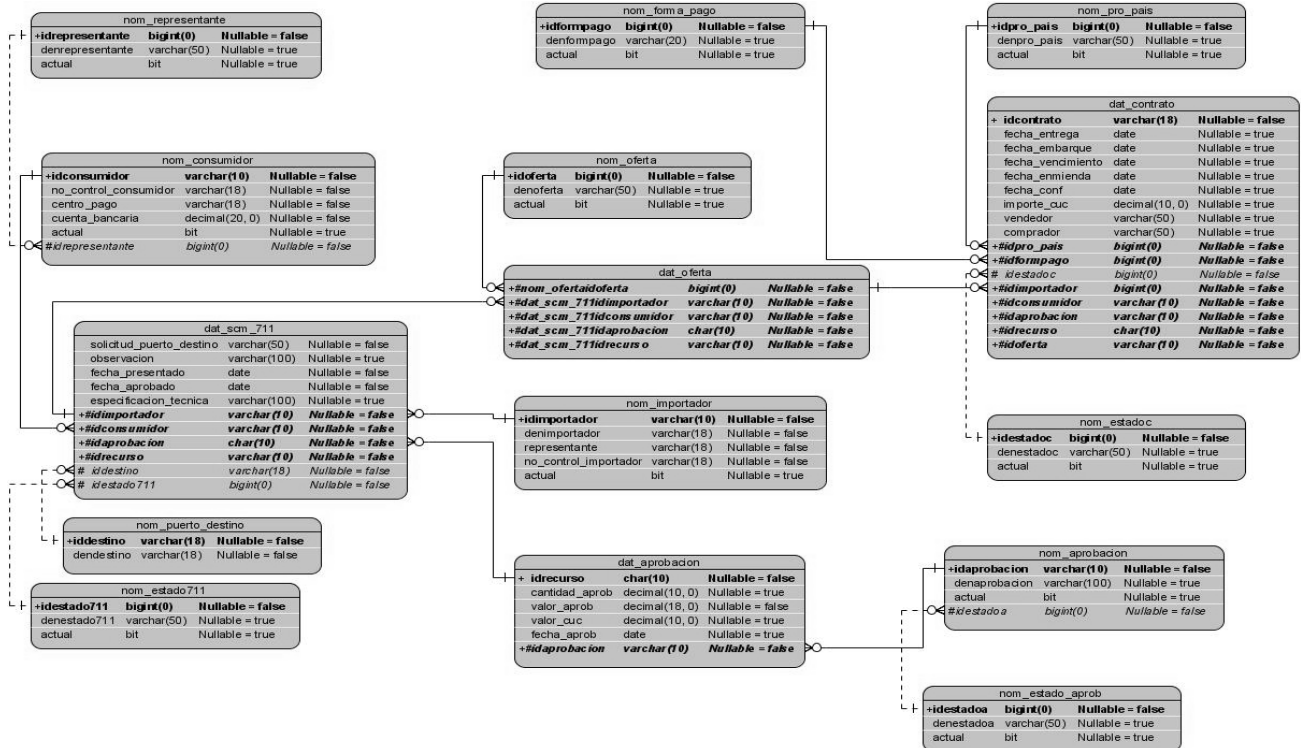 nom_representante
+idrepresentante bigint(0) Nullable = false
denrepresentante varchar(50) Nullable = true
actual bit Nullable = true
nom_forma_pago
+idformpago bigint(0) Nullable = false
denformpago varchar(20) Nullable = true
actual bit Nullable = true
nom_pro_pais
+idpro_pais bigint(0) Nullable = false
denpro_pais varchar(50) Nullable = true
actual bit Nullable = true
dat_contrato
+ idcontrato varchar(18) Nullable = false
fecha_entrega date Nullable = true
fecha_embarque date Nullable = true
fecha_vencimiento date Nullable = true
fecha_enmienda date Nullable = true
fecha_conf date Nullable = true
importe_cuc decimal(10, 0) Nullable = true
vendedor varchar(50) Nullable = true
comprador varchar(50) Nullable = true
+#idpro_pais bigint(0) Nullable = false
+#idformpago bigint(0) Nullable = false
# idestadoc bigint(0) Nullable = false
+#idimportador bigint(0) Nullable = false
+#idconsumidor varchar(10) Nullable = false
+#idaprobacion varchar(10) Nullable = false
+#idrecurso char(10) Nullable = false
+#idoferta varchar(10) Nullable = false
nom_consumidor
+idconsumidor varchar(10) Nullable = false
no_control_consumidor varchar(18) Nullable = false
centro_pago varchar(18) Nullable = false
cuenta_bancaria decimal(20, 0) Nullable = false
actual bit Nullable = true
#idrepresentante bigint(0) Nullable = false
nom_oferta
+idoferta bigint(0) Nullable = false
denoferta varchar(50) Nullable = true
actual bit Nullable = true
dat_oferta
+#nom_ofertaidoferta bigint(0) Nullable = false
+#dat_scm_711idimportador varchar(10) Nullable = false
+#dat_scm_711idconsumidor varchar(10) Nullable = false
+#dat_scm_711idaprobacion char(10) Nullable = false
+#dat_scm_711idrecurso varchar(10) Nullable = false
dat_scm_711
solicitud_puerto_destino varchar(50) Nullable = false
observacion varchar(100) Nullable = true
fecha_presentado date Nullable = false
fecha_aprobado date Nullable = false
especificacion_tecnica varchar(100) Nullable = true
+#idimportador varchar(10) Nullable = false
+#idconsumidor varchar(10) Nullable = false
+#idaprobacion char(10) Nullable = false
+#idrecurso varchar(10) Nullable = false
# iddestino varchar(18) Nullable = false
# idestado711 bigint(0) Nullable = false
nom_importador
+idimportador varchar(10) Nullable = false
denimportador varchar(18) Nullable = false
representante varchar(18) Nullable = false
no_control_importador varchar(18) Nullable = false
actual bit Nullable = true
nom_estadoc
+idestadoc bigint(0) Nullable = false
denestadoc varchar(50) Nullable = true
actual bit Nullable = true
nom_puerto_destino
+iddestino varchar(18) Nullable = false
dendestino varchar(18) Nullable = false
nom_estado711
+idestado711 bigint(0) Nullable = false
denestado711 varchar(50) Nullable = true
actual bit Nullable = true
dat_aprobacion
+ idrecurso char(10) Nullable = false
cantidad_aprob decimal(10, 0) Nullable = true
valor_aprob decimal(18, 0) Nullable = false
valor_cuc decimal(10, 0) Nullable = true
fecha_aprob date Nullable = true
+#idaprobacion varchar(10) Nullable = false
nom_aprobacion
+idaprobacion varchar(10) Nullable = false
denaprobacion varchar(100) Nullable = true
actual bit Nullable = true
#idestadoa bigint(0) Nullable = false
nom_estado_aprob
+idestadoa bigint(0) Nullable = false
denestadoa varchar(50) Nullable = true
actual bit Nullable = true